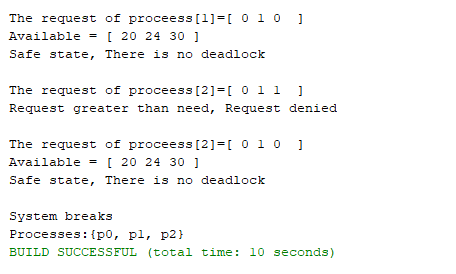 The request of proceess[1]=[ 0 1 0  ]
Available = [ 20 24 30 ]
Safe state, There is no deadlock
The request of proceess[2]=[ 0 1 1  ]
Request greater than need, Request denied
The request of proceess[2]=[ 0 1 0  ]
Available = [ 20 24 30 ]
Safe state, There is no deadlock
System breaks
Processes:{p0, p1, p2}
BUILD SUCCESSFUL (total time: 10 seconds)